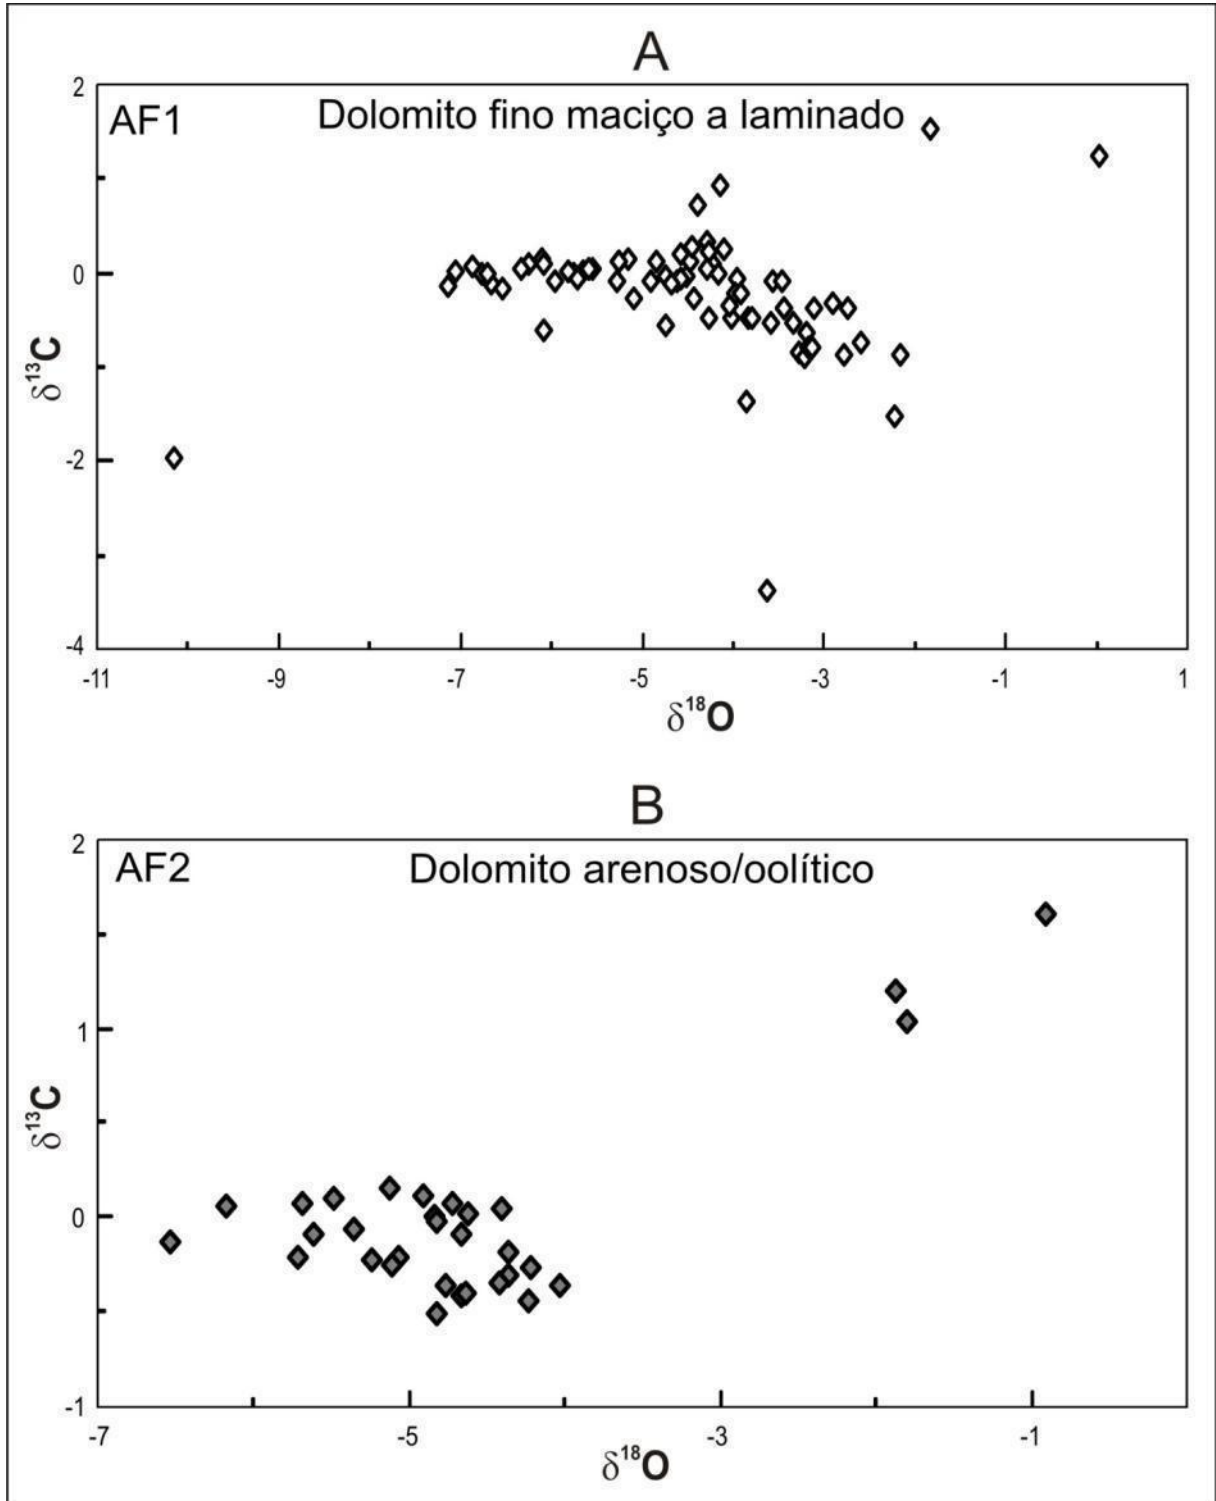 A
AF1 Dolomito fino maciço a laminado
2
0
-2
-4
δ¹³C
-11 -9 -7 -5 -3 -1 1
δ¹⁸O
B
AF2 Dolomito arenoso/oolítico
2
1
0
-1
δ¹³C
-7 -5 -3 -1
δ¹⁸O